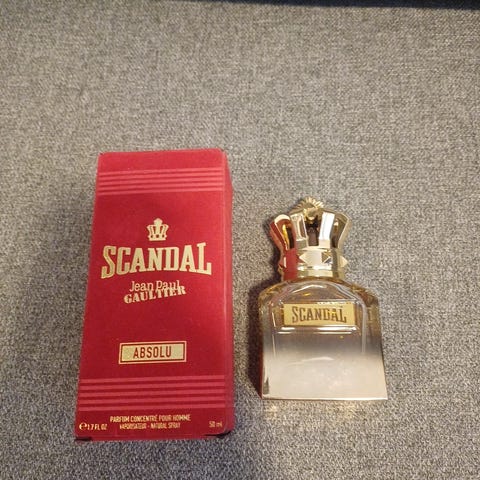 SCANDAL
Jean Paul
GAULTIER
ABSOLU
PARFUM CONCENTRÉ POUR HOMME
VAPORISATEUR - NATURAL SPRAY
℮1.7 FL OZ
50 ml
SCANDAL